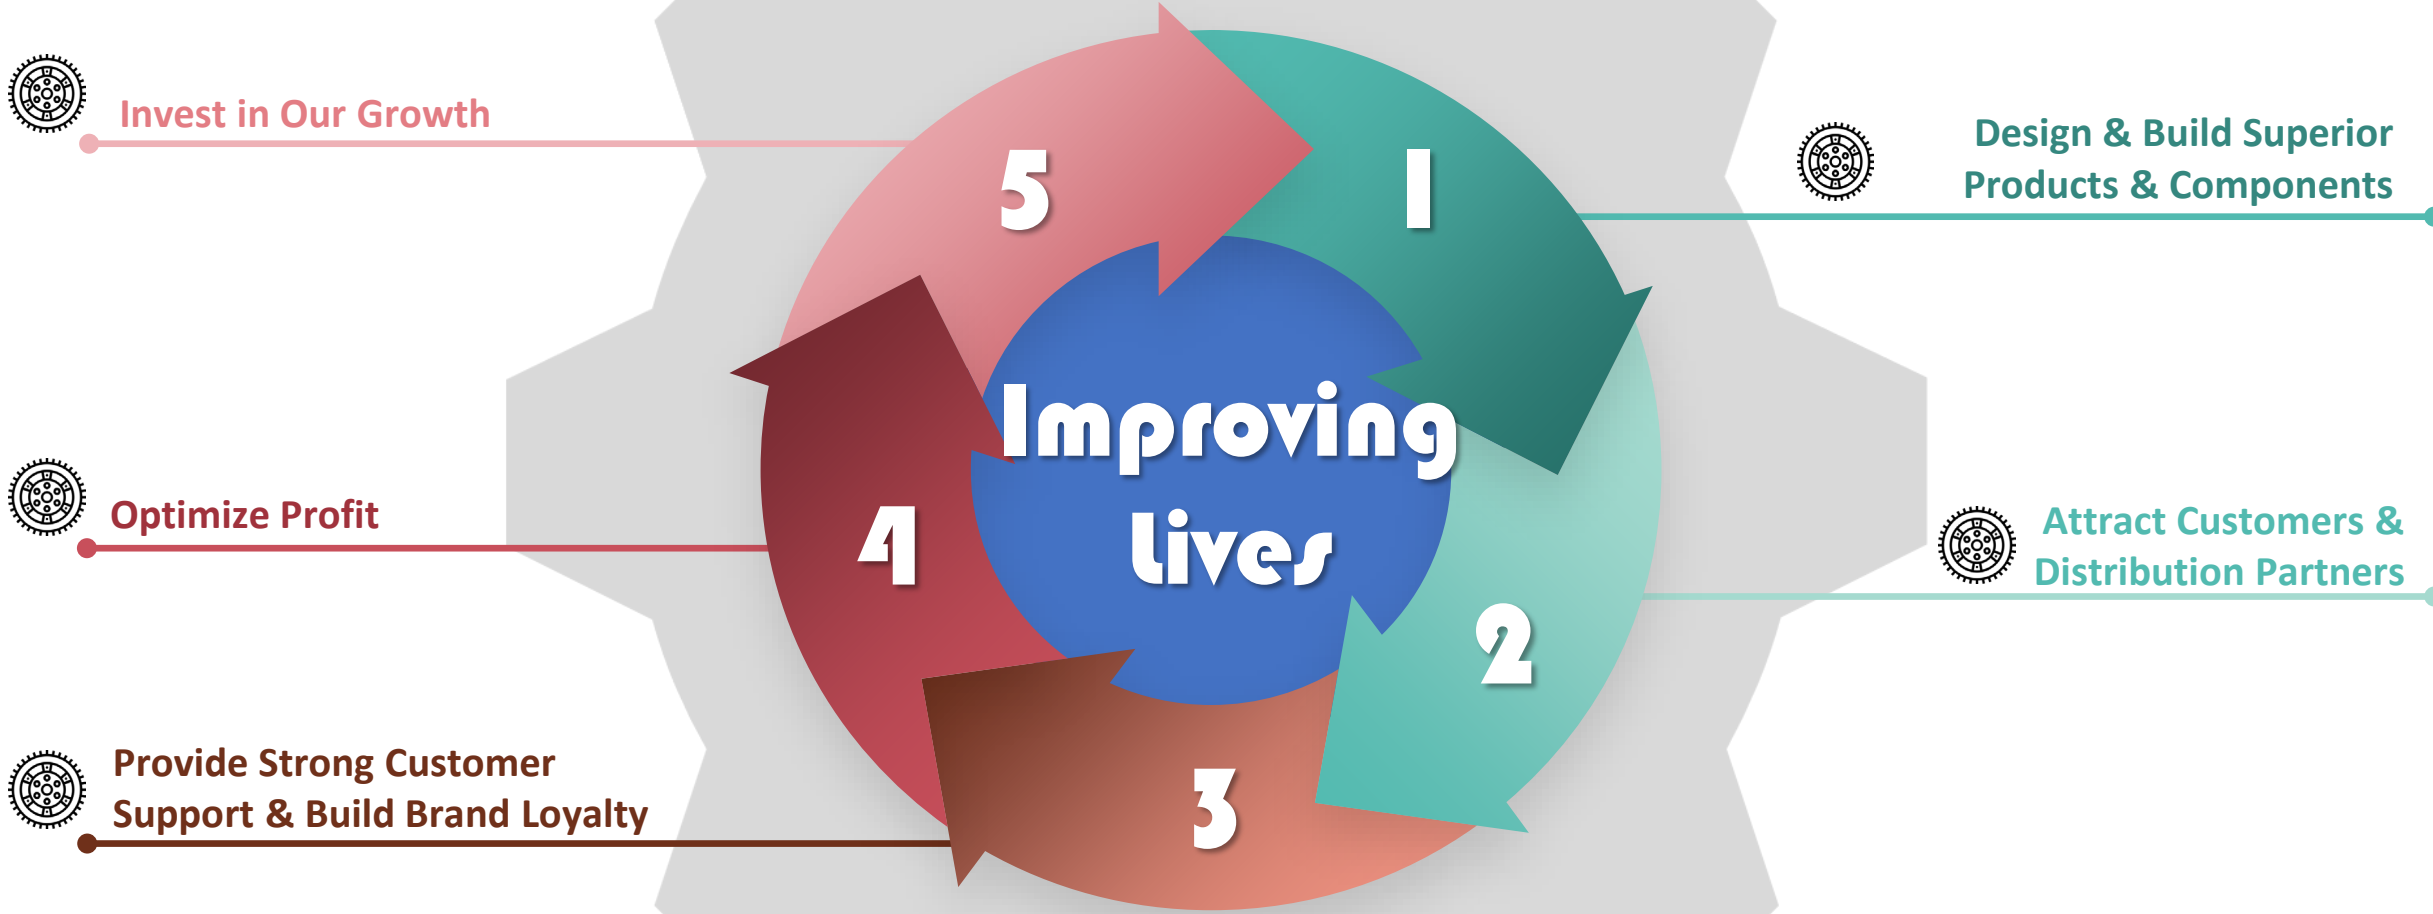 Invest in Our Growth
5
1
Design & Build Superior
Products & Components
Improving
Lives
Optimize Profit
4
Attract Customers &
Distribution Partners
2
Provide Strong Customer
Support & Build Brand Loyalty
3